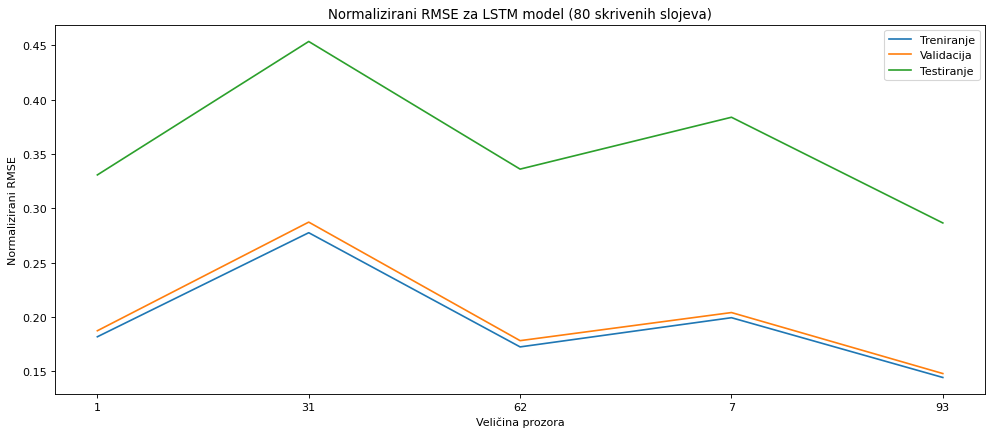 Normalizirani RMSE za LSTM model (80 skrivenih slojeva)
Treniranje
Validacija
Testiranje
Normalizirani RMSE
0.45
0.40
0.35
0.30
0.25
0.20
0.15
1 31 62 7 93
Veličina prozora